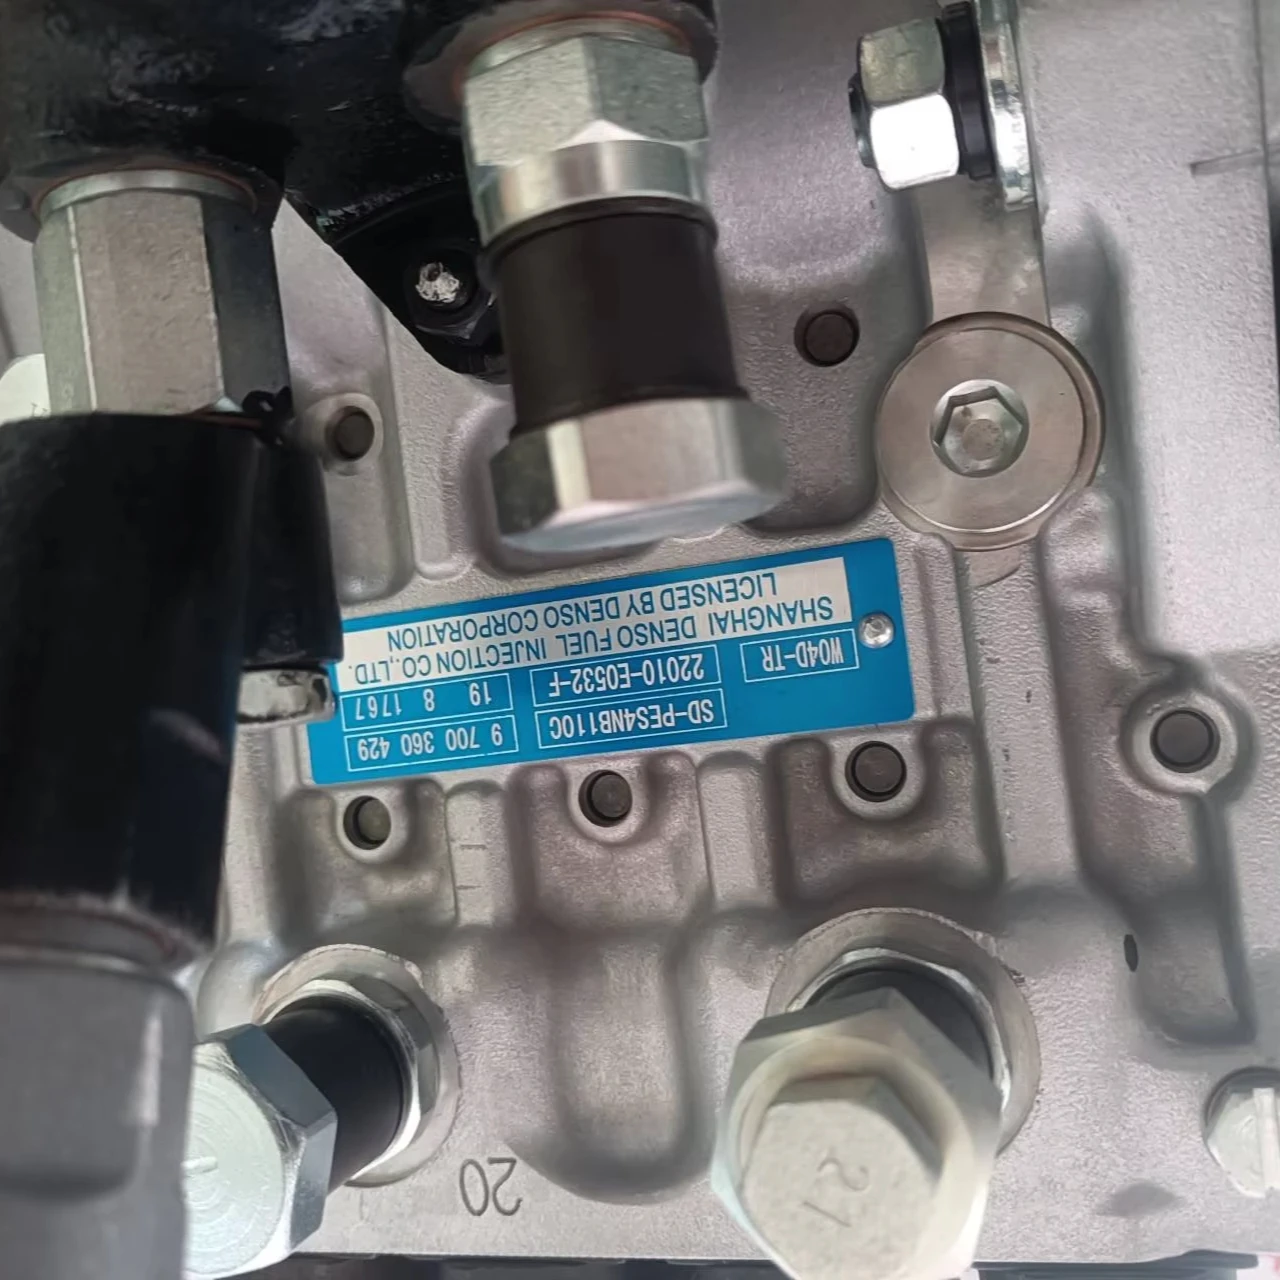 SD-PES4NB110C 9 700 360 429
W04D-TR 22010-E0532-F 19 8 1767
SHANGHAI DENSO FUEL INJECTION CO.,LTD.
LICENSED BY DENSO CORPORATION
20
27